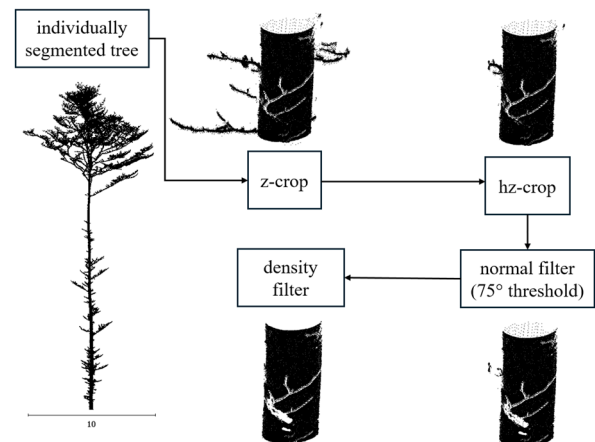 individually
segmented tree
z-crop
hz-crop
normal filter
(75° threshold)
density
filter
10